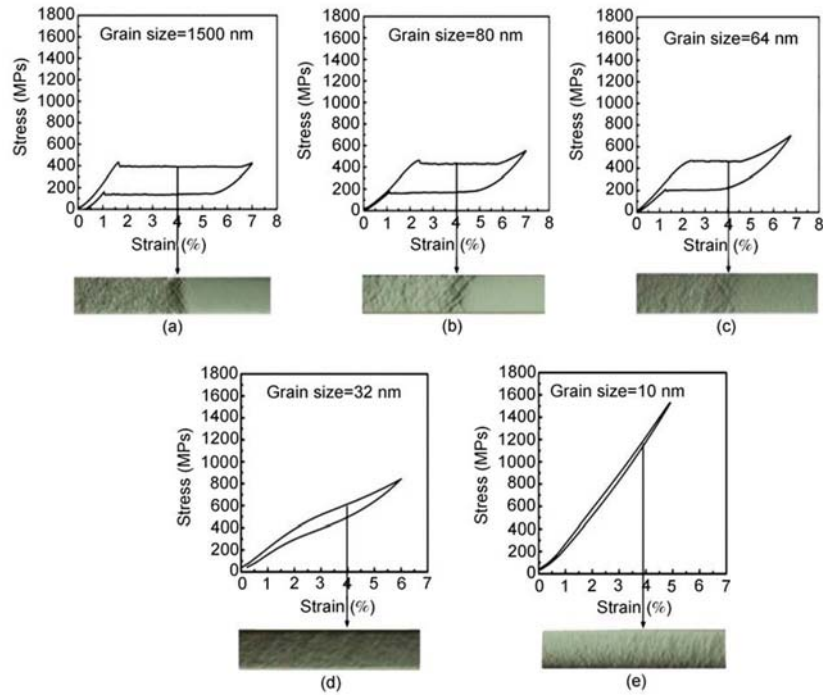 1800
1600
1400
1200
1000
800
600
400
200
0
Stress (MPs)
Grain size=1500 nm
0 1 2 3 4 5 6 7 8
Strain (%)
(a)
1800
1600
1400
1200
1000
800
600
400
200
0
Stress (MPs)
Grain size=80 nm
0 1 2 3 4 5 6 7 8
Strain (%)
(b)
1800
1600
1400
1200
1000
800
600
400
200
0
Stress (MPs)
Grain size=64 nm
0 1 2 3 4 5 6 7 8
Strain (%)
(c)
1800
1600
1400
1200
1000
800
600
400
200
0
Stress (MPs)
Grain size=32 nm
0 1 2 3 4 5 6 7
Strain (%)
(d)
1800
1600
1400
1200
1000
800
600
400
200
0
Stress (MPs)
Grain size=10 nm
0 1 2 3 4 5 6 7
Strain (%)
(e)